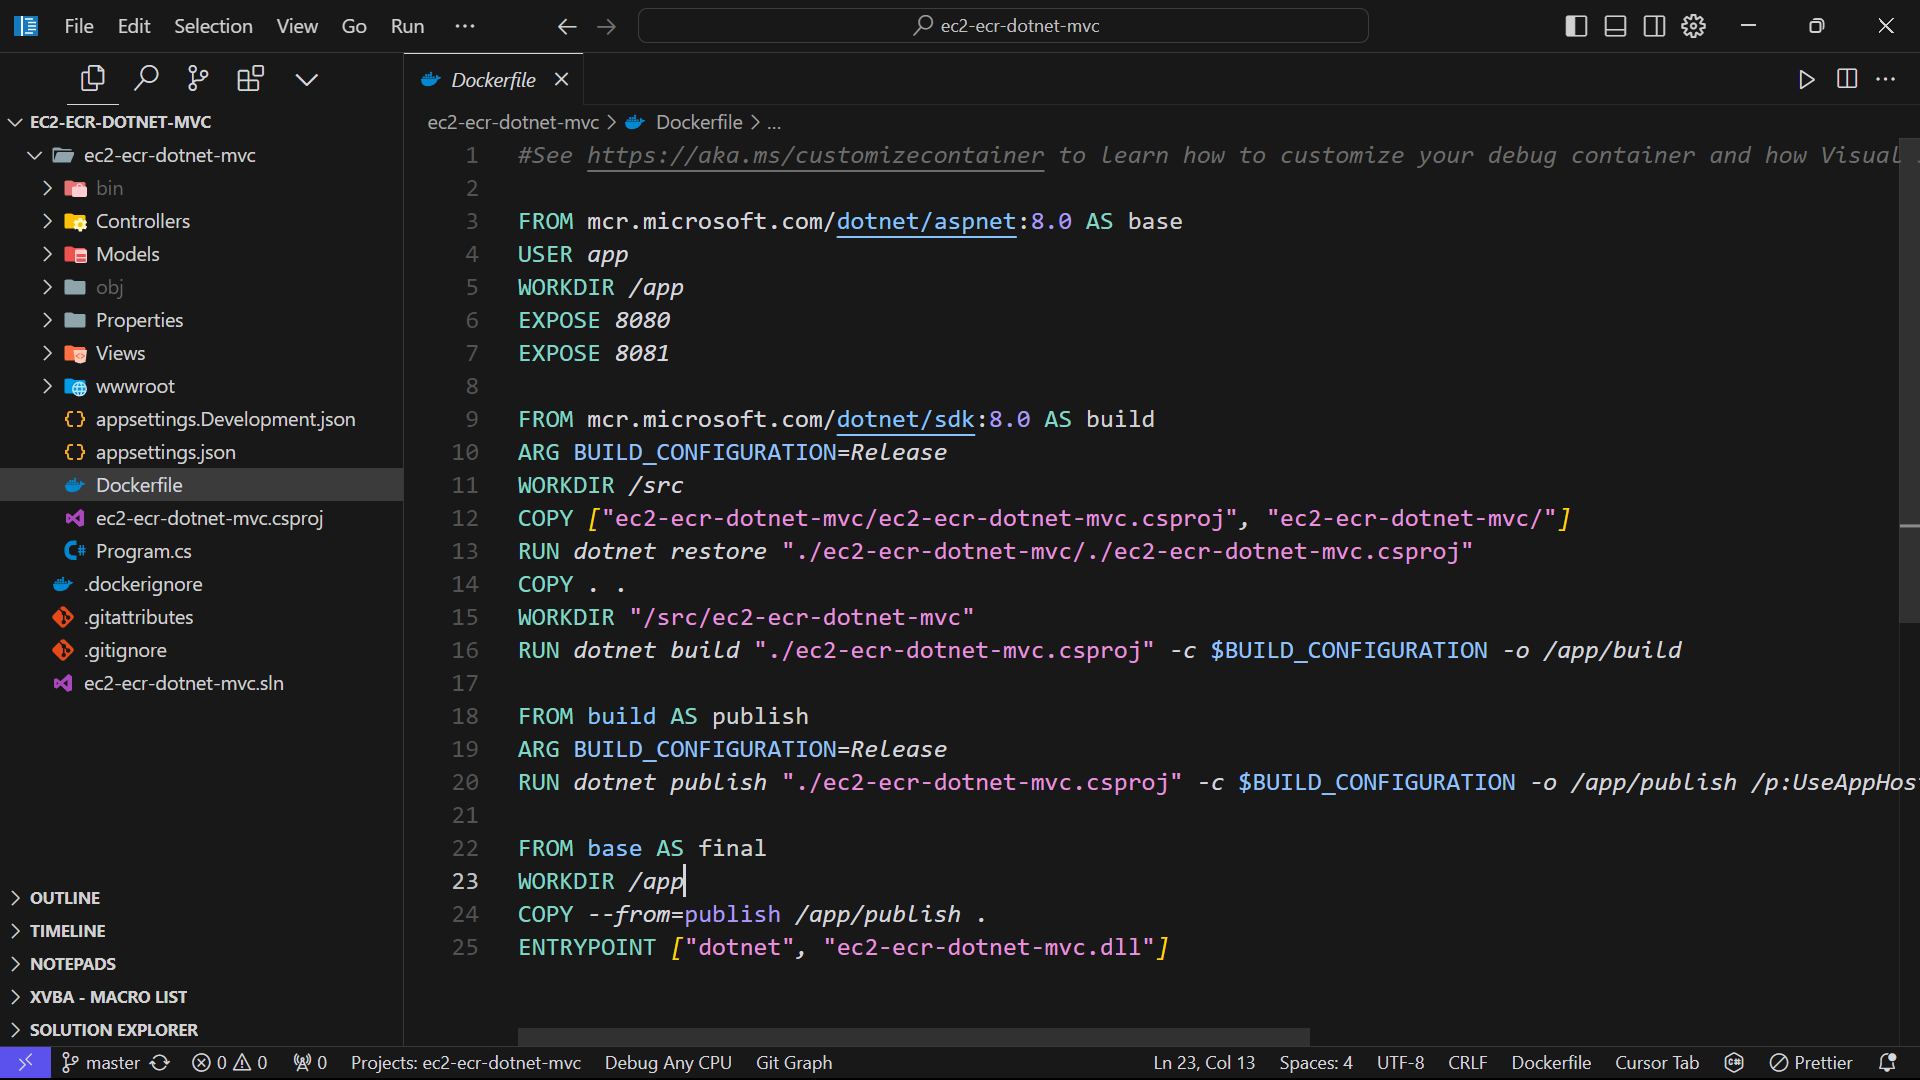 File Edit Selection View Go Run ···
ec2-ecr-dotnet-mvc
Dockerfile
EC2-ECR-DOTNET-MVC
ec2-ecr-dotnet-mvc
bin
Controllers
Models
obj
Properties
Views
wwwroot
appsettings.Development.json
appsettings.json
Dockerfile
ec2-ecr-dotnet-mvc.csproj
Program.cs
.dockerignore
.gitattributes
.gitignore
ec2-ecr-dotnet-mvc.sln
OUTLINE
TIMELINE
NOTEPADS
XVBA - MACRO LIST
SOLUTION EXPLORER
ec2-ecr-dotnet-mvc > Dockerfile > ...
1 #See https://aka.ms/customizecontainer to learn how to customize your debug container and how Visual
2
3 FROM mcr.microsoft.com/dotnet/aspnet:8.0 AS base
4 USER app
5 WORKDIR /app
6 EXPOSE 8080
7 EXPOSE 8081
8
9 FROM mcr.microsoft.com/dotnet/sdk:8.0 AS build
10 ARG BUILD_CONFIGURATION=Release
11 WORKDIR /src
12 COPY ["ec2-ecr-dotnet-mvc/ec2-ecr-dotnet-mvc.csproj", "ec2-ecr-dotnet-mvc/"]
13 RUN dotnet restore "./ec2-ecr-dotnet-mvc/./ec2-ecr-dotnet-mvc.csproj"
14 COPY . .
15 WORKDIR "/src/ec2-ecr-dotnet-mvc"
16 RUN dotnet build "./ec2-ecr-dotnet-mvc.csproj" -c $BUILD_CONFIGURATION -o /app/build
17
18 FROM build AS publish
19 ARG BUILD_CONFIGURATION=Release
20 RUN dotnet publish "./ec2-ecr-dotnet-mvc.csproj" -c $BUILD_CONFIGURATION -o /app/publish /p:UseAppHos
21
22 FROM base AS final
23 WORKDIR /app
24 COPY --from=publish /app/publish .
25 ENTRYPOINT ["dotnet", "ec2-ecr-dotnet-mvc.dll"]
master 0 0 0 Projects: ec2-ecr-dotnet-mvc Debug Any CPU Git Graph Ln 23, Col 13 Spaces: 4 UTF-8 CRLF Dockerfile Cursor Tab Prettier